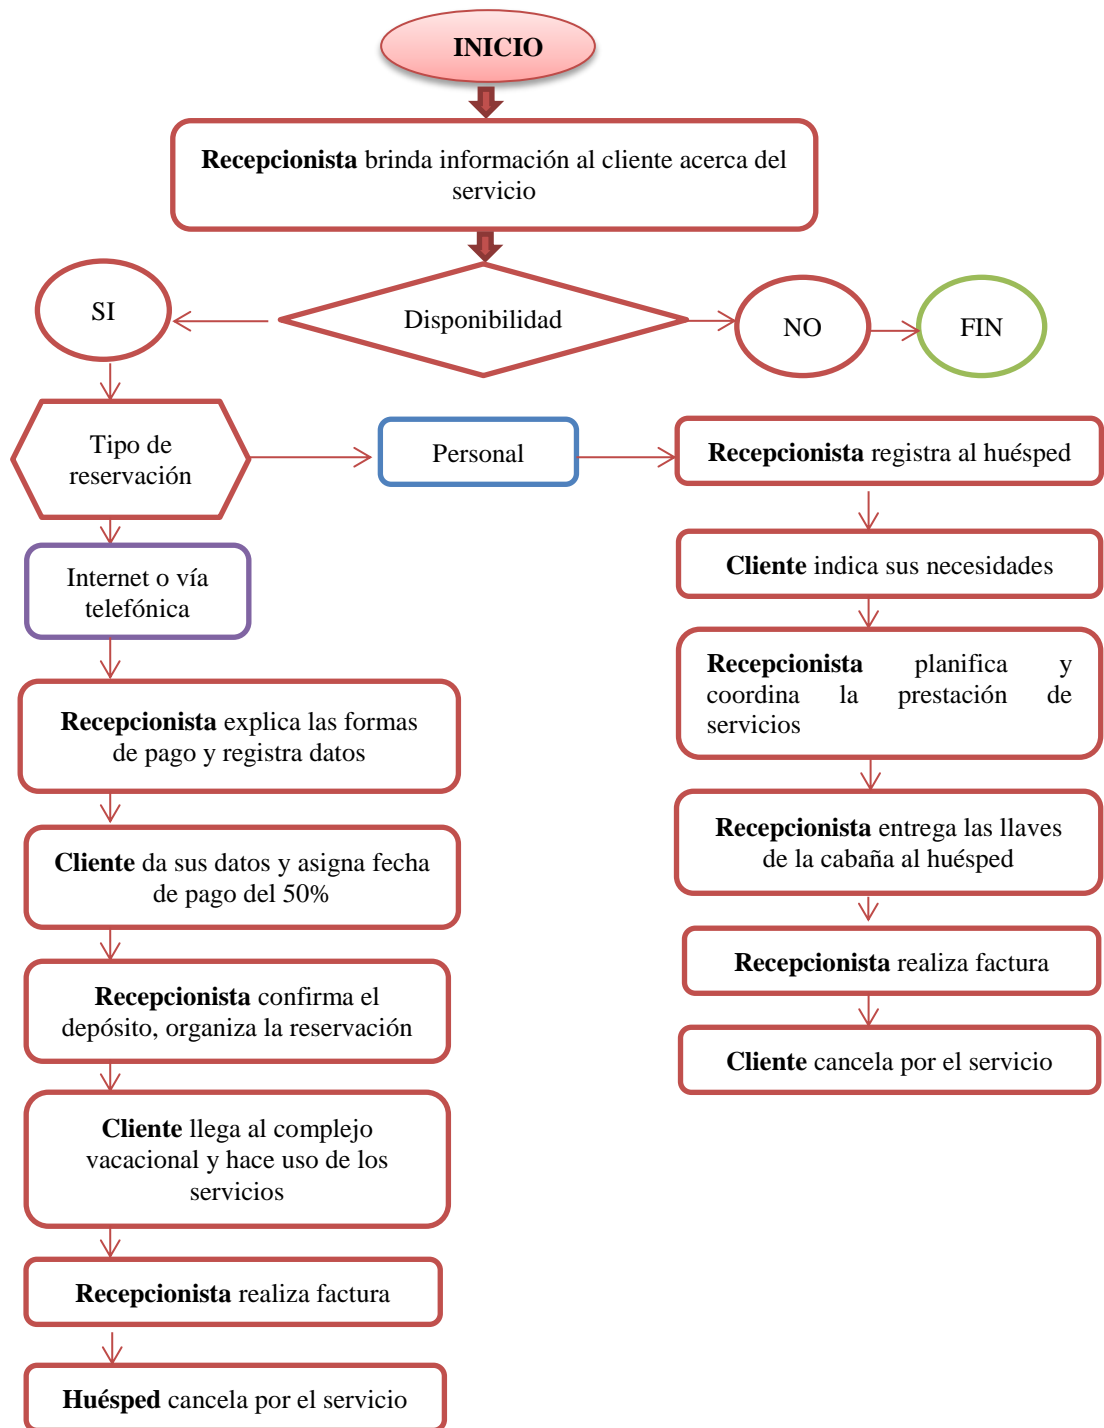 INICIO
Recepcionista brinda información al cliente acerca del
servicio
SI
Disponibilidad
NO
FIN
Tipo de
reservación
Personal
Recepcionista registra al huésped
Cliente indica sus necesidades
Internet o vía
telefónica
Recepcionista planifica y
coordina la prestación de
servicios
Recepcionista explica las formas
de pago y registra datos
Recepcionista entrega las llaves
de la cabaña al huésped
Cliente da sus datos y asigna fecha
de pago del 50%
Recepcionista realiza factura
Recepcionista confirma el
depósito, organiza la reservación
Cliente cancela por el servicio
Cliente llega al complejo
vacacional y hace uso de los
servicios
Recepcionista realiza factura
Huésped cancela por el servicio